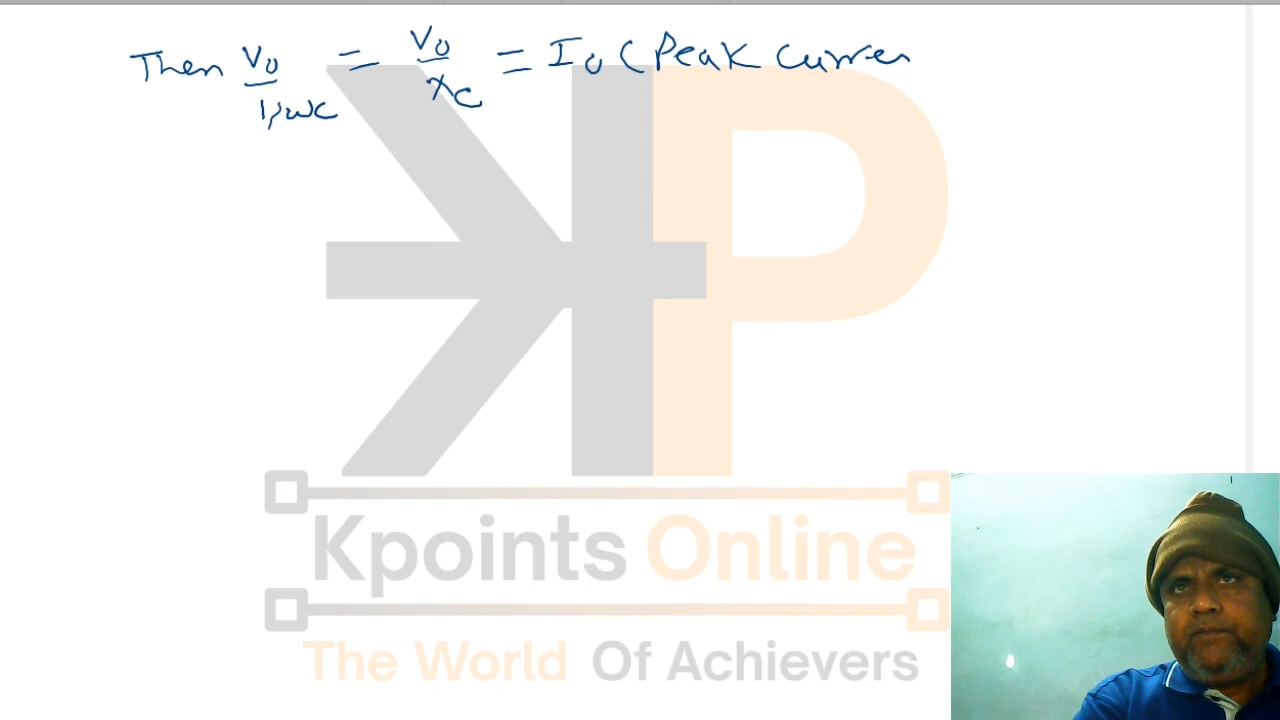 Then V0/1/ωC = V0/XC = I0 (Peak Curren
Kpoints Online
The World Of Achievers